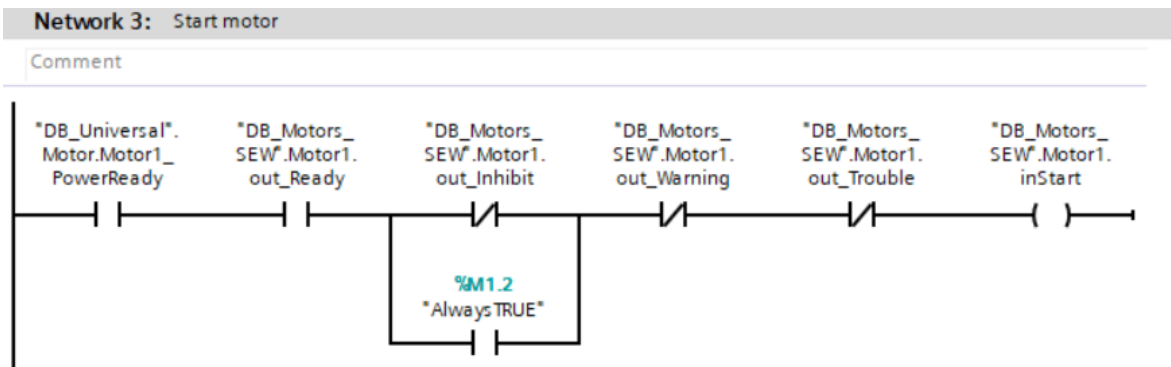 Network 3: Start motor
Comment
"DB_Universal".
Motor.Motor1_
PowerReady
"DB_Motors_
SEW".Motor1.
out_Ready
"DB_Motors_
SEW".Motor1.
out_Inhibit
"DB_Motors_
SEW".Motor1.
out_Warning
"DB_Motors_
SEW".Motor1.
out_Trouble
"DB_Motors_
SEW".Motor1.
inStart
%M1.2
"AlwaysTRUE"